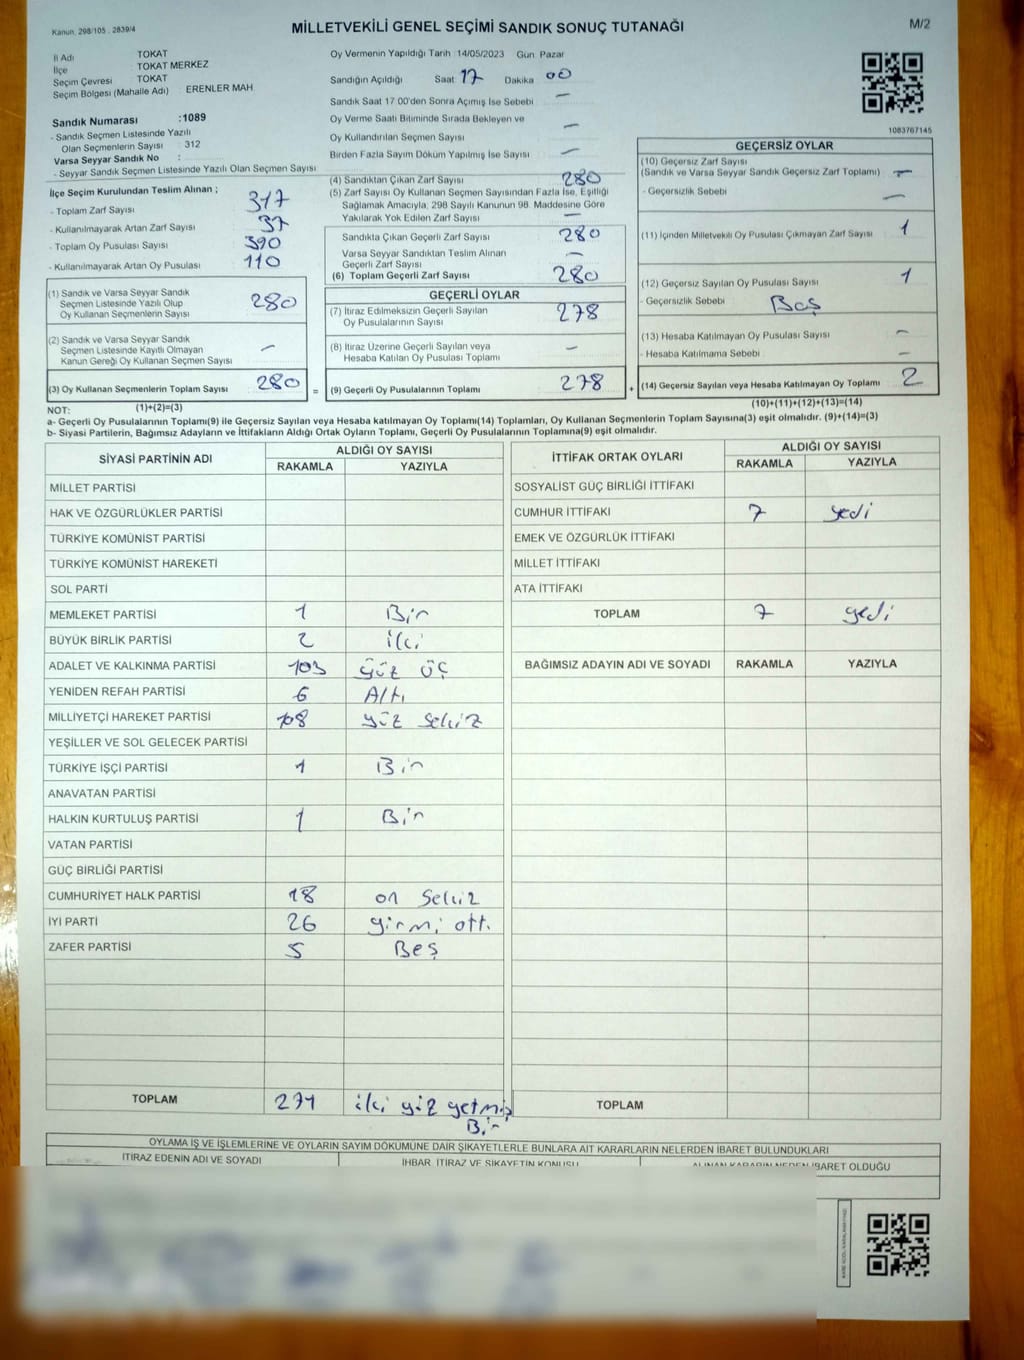 Kanun, 298/105 . 2839/4
MİLLETVEKİLİ GENEL SEÇİMİ SANDIK SONUÇ TUTANAĞI
M/2
İl Adı TOKAT
İlçe TOKAT MERKEZ
Seçim Çevresi TOKAT
Seçim Bölgesi (Mahalle Adı) ERENLER MAH
Sandık Numarası :1089
- Sandık Seçmen Listesinde Yazılı
Olan Seçmenlerin Sayısı 312
Varsa Seyyar Sandık No :
- Seyyar Sandık Seçmen Listesinde Yazılı Olan Seçmen Sayısı
İlçe Seçim Kurulundan Teslim Alınan ;
- Toplam Zarf Sayısı 317
- Kullanılmayarak Artan Zarf Sayısı 37
- Toplam Oy Pusulası Sayısı 390
- Kullanılmayarak Artan Oy Pusulası 110
(1) Sandık ve Varsa Seyyar Sandık
Seçmen Listesinde Yazılı Olup
Oy Kullanan Seçmenlerin Sayısı 280
(2) Sandık ve Varsa Seyyar Sandık
Seçmen Listesinde Kayıtlı Olmayan
Kanun Gereği Oy Kullanan Seçmen Sayısı –
(3) Oy Kullanan Seçmenlerin Toplam Sayısı 280 =
(1)+(2)=(3)
Oy Vermenin Yapıldığı Tarih 14/05/2023 Gün Pazar
Sandığın Açıldığı Saat 17 Dakika 00
Sandık Saat 17 00'den Sonra Açılmış İse Sebebi –
Oy Verme Saati Bitiminde Sırada Bekleyen ve
Oy Kullandırılan Seçmen Sayısı –
Birden Fazla Sayım Döküm Yapılmış İse Sayısı –
(4) Sandıktan Çıkan Zarf Sayısı 280
(5) Zarf Sayısı Oy Kullanan Seçmen Sayısından Fazla İse, Eşitliği
Sağlamak Amacıyla, 298 Sayılı Kanunun 98. Maddesine Göre
Yakılarak Yok Edilen Zarf Sayısı –
Sandıkta Çıkan Geçerli Zarf Sayısı 280
Varsa Seyyar Sandıktan Teslim Alınan
Geçerli Zarf Sayısı –
(6) Toplam Geçerli Zarf Sayısı 280
GEÇERLİ OYLAR
(7) İtiraz Edilmeksizin Geçerli Sayılan
Oy Pusulalarının Sayısı 278
(8) İtiraz Üzerine Geçerli Sayılan veya
Hesaba Katılan Oy Pusulası Toplamı –
(9) Geçerli Oy Pusulalarının Toplamı 278 +
1083767145
GEÇERSİZ OYLAR
(10) Geçersiz Zarf Sayısı
(Sandık ve Varsa Seyyar Sandık Geçersiz Zarf Toplamı) –
- Geçersizlik Sebebi –
(11) İçinden Milletvekili Oy Pusulası Çıkmayan Zarf Sayısı 1
(12) Geçersiz Sayılan Oy Pusulası Sayısı 1
- Geçersizlik Sebebi Boş
(13) Hesaba Katılmayan Oy Pusulası Sayısı –
- Hesaba Katılmama Sebebi –
(14) Geçersiz Sayılan veya Hesaba Katılmayan Oy Toplamı 2
(10)+(11)+(12)+(13)=(14)
NOT:
a- Geçerli Oy Pusulalarının Toplamı(9) ile Geçersiz Sayılan veya Hesaba Katılmayan Oy Toplamı(14) Toplamları, Oy Kullanan Seçmenlerin Toplam Sayısına(3) eşit olmalıdır. (9)+(14)=(3)
b- Siyasi Partilerin, Bağımsız Adayların ve İttifakların Aldığı Ortak Oyların Toplamı, Geçerli Oy Pusulalarının Toplamına(9) eşit olmalıdır.
SİYASİ PARTİNİN ADI ALDIĞI OY SAYISI
RAKAMLA YAZIYLA
MİLLET PARTİSİ
HAK VE ÖZGÜRLÜKLER PARTİSİ
TÜRKİYE KOMÜNİST PARTİSİ
TÜRKİYE KOMÜNİST HAREKETİ
SOL PARTİ
MEMLEKET PARTİSİ 1 Bir
BÜYÜK BİRLİK PARTİSİ 2 iki
ADALET VE KALKINMA PARTİSİ 103 yüz üç
YENİDEN REFAH PARTİSİ 6 Altı
MİLLİYETÇİ HAREKET PARTİSİ 108 yüz sekiz
YEŞİLLER VE SOL GELECEK PARTİSİ
TÜRKİYE İŞÇİ PARTİSİ 1 Bir
ANAVATAN PARTİSİ
HALKIN KURTULUŞ PARTİSİ 1 Bir
VATAN PARTİSİ
GÜÇ BİRLİĞİ PARTİSİ
CUMHURİYET HALK PARTİSİ 18 on sekiz
İYİ PARTİ 26 yirmi altı
ZAFER PARTİSİ 5 Beş
TOPLAM 271 iki yüz yetmiş
Bir
İTTİFAK ORTAK OYLARI ALDIĞI OY SAYISI
RAKAMLA YAZIYLA
SOSYALİST GÜÇ BİRLİĞİ İTTİFAKI
CUMHUR İTTİFAKI 7 yedi
EMEK VE ÖZGÜRLÜK İTTİFAKI
MİLLET İTTİFAKI
ATA İTTİFAKI
TOPLAM 7 yedi
BAĞIMSIZ ADAYIN ADI VE SOYADI RAKAMLA YAZIYLA
TOPLAM
OYLAMA İŞ VE İŞLEMLERİNE VE OYLARIN SAYIM DÖKÜMÜNE DAİR ŞİKAYETLERLE BUNLARA AİT KARARLARIN NELERDEN İBARET BULUNDUKLARI
İTİRAZ EDENİN ADI VE SOYADI İHBAR, İTİRAZ VE ŞİKAYETİN KONUSU ALINAN KARARIN NEDEN İBARET OLDUĞU